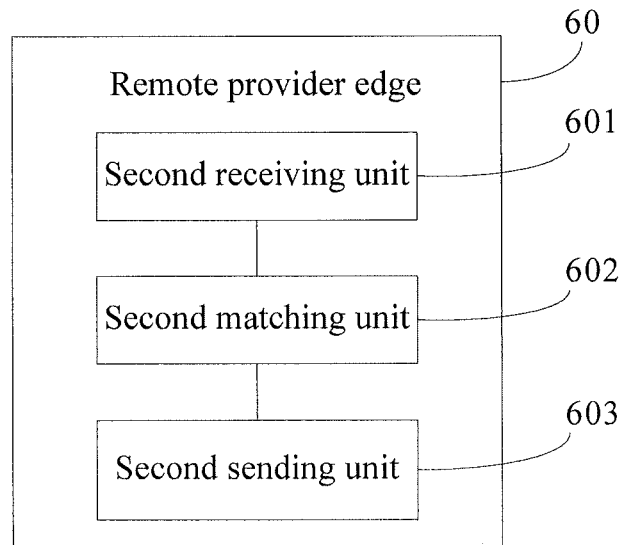 60
Remote provider edge
601
Second receiving unit
602
Second matching unit
603
Second sending unit